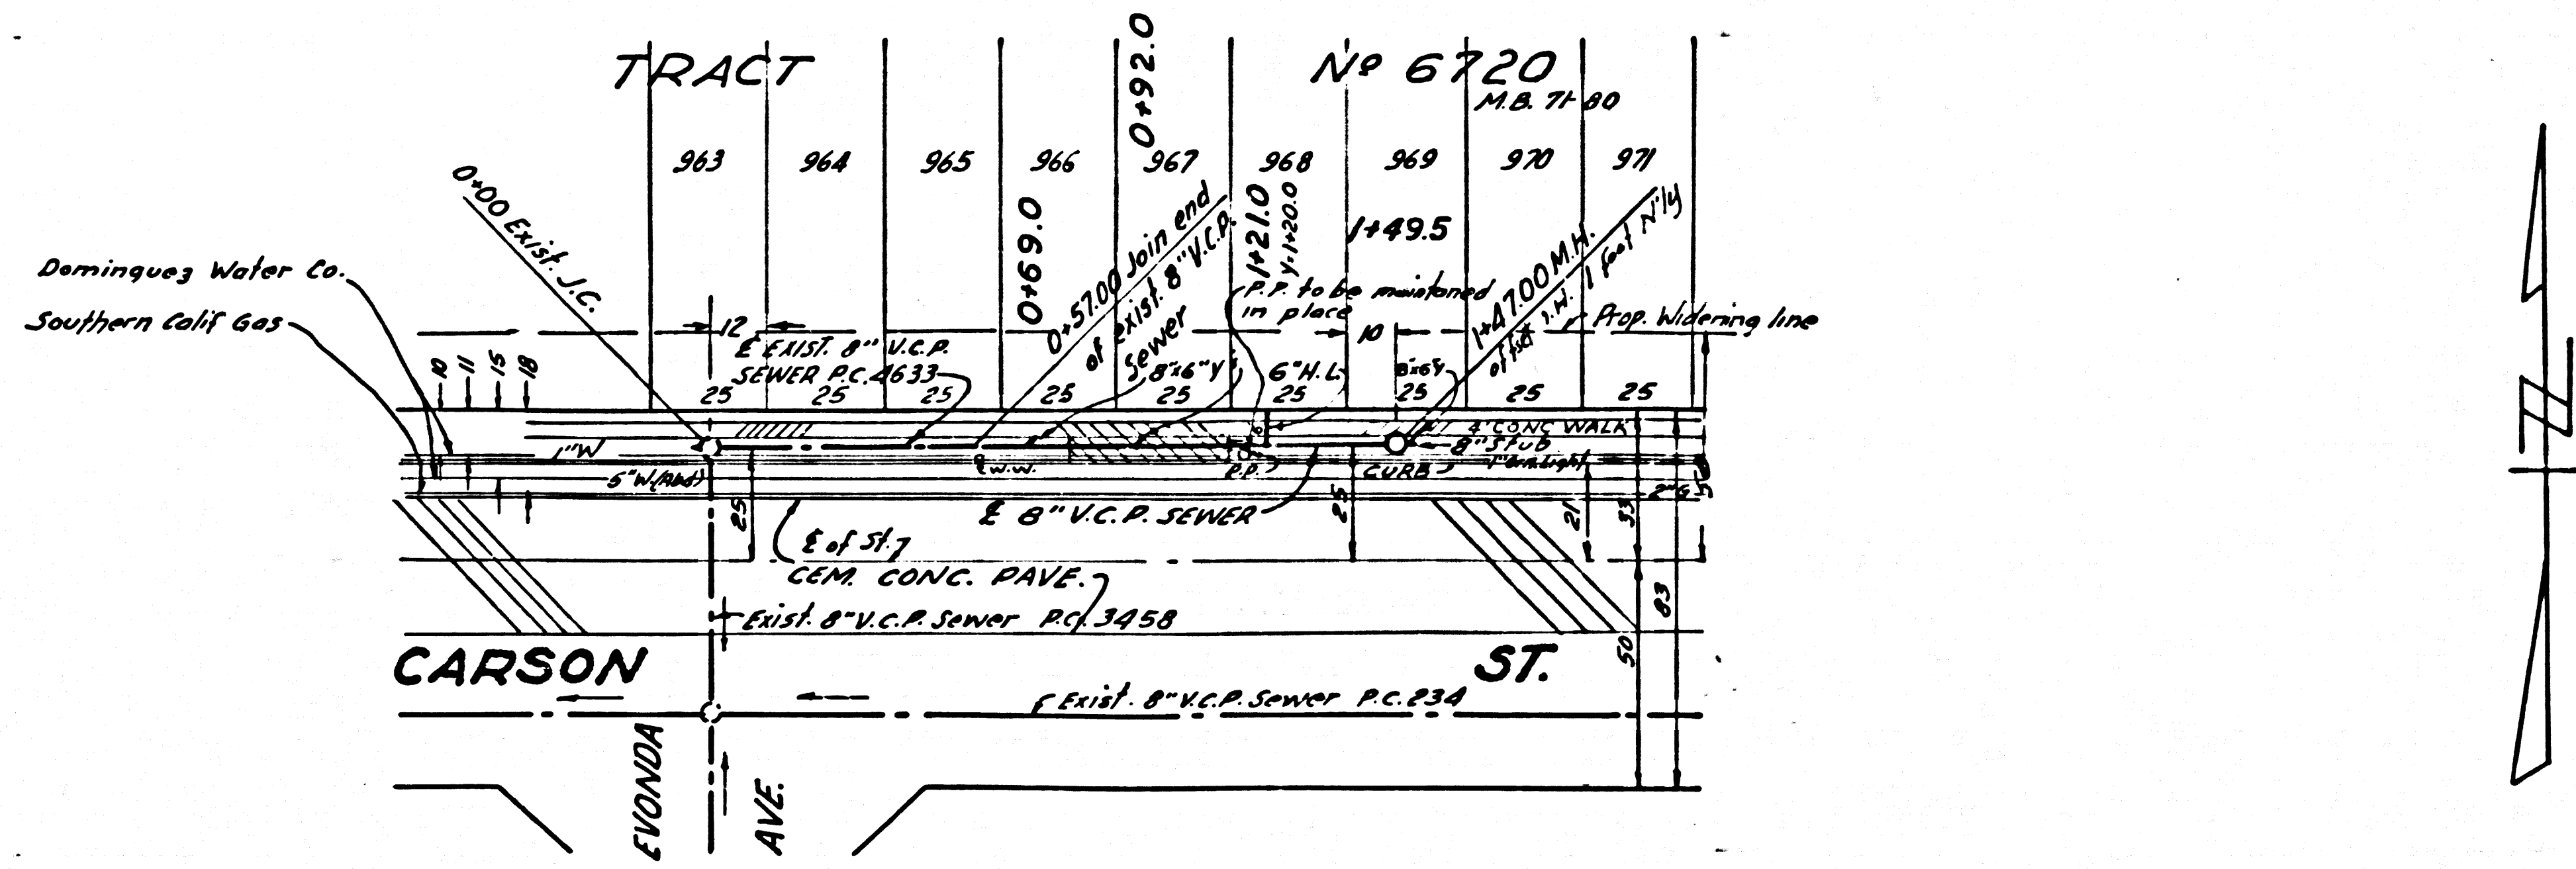 TRACT
Nº 6720
M.B. 71-80
0+92.0
963
964
965
966
967
968
969
970
971
0+00 Exist. J.C.
0+69.0
0+57.00 Join end
of exist. 8" V.C.P.
Sewer
1+21.0
Y=1+20.0
1+49.5
1+47.00 M.H.
1 foot N'ly
Dominguez Water Co.
Southern Calif Gas
P.P. to be maintaned
in place
Prop. Widening line
12
10
10
11
15
18
℄ EXIST. 8" V.C.P.
SEWER P.C. 4633
8"x6"Y
6" H.L.
8"x6"Y
25
25
25
25
25
25
25
25
25
1"W
℄ W.W.
6
P.P.
4' CONC WALK
8" Stub
CURB
5"W.(Abd.)
2"G
25
℄ 8" V.C.P. SEWER
25
21
33
℄ of St.
CEM. CONC. PAVE.
Exist. 8" V.C.P. Sewer P.C. 3458
83
50
CARSON
ST.
Exist. 8" V.C.P. Sewer P.C. 234
EVONDA
AVE.
N